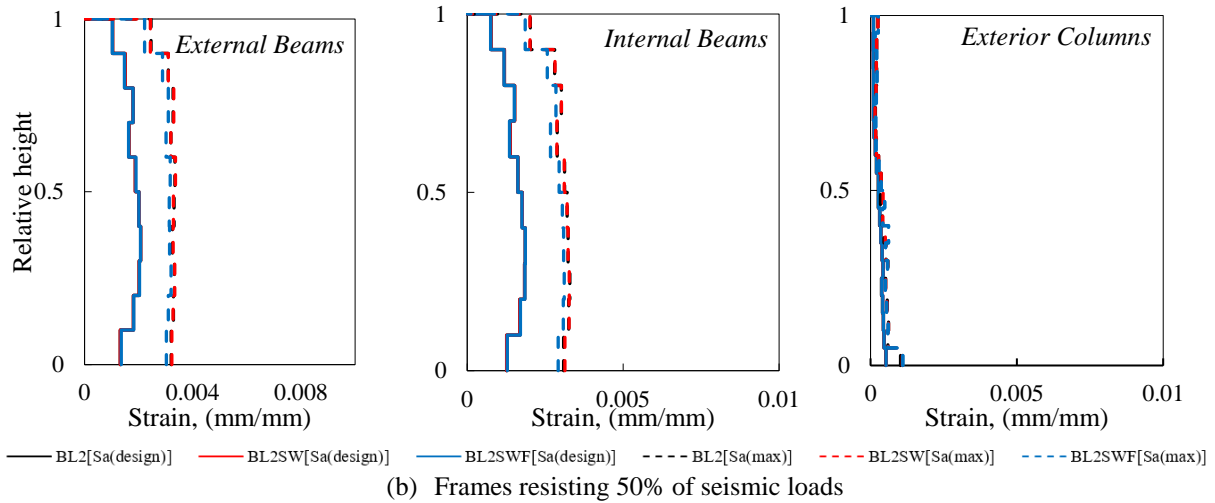 Relative height
1
0.5
0
External Beams
0
0.004
0.008
Strain, (mm/mm)
1
0.5
0
Internal Beams
0
0.005
0.01
Strain, (mm/mm)
1
0.5
0
Exterior Columns
0
0.005
0.01
Strain, (mm/mm)
BL2[Sa(design)] BL2SW[Sa(design)] BL2SWF[Sa(design)] BL2[Sa(max)] BL2SW[Sa(max)] BL2SWF[Sa(max)]
(b) Frames resisting 50% of seismic loads